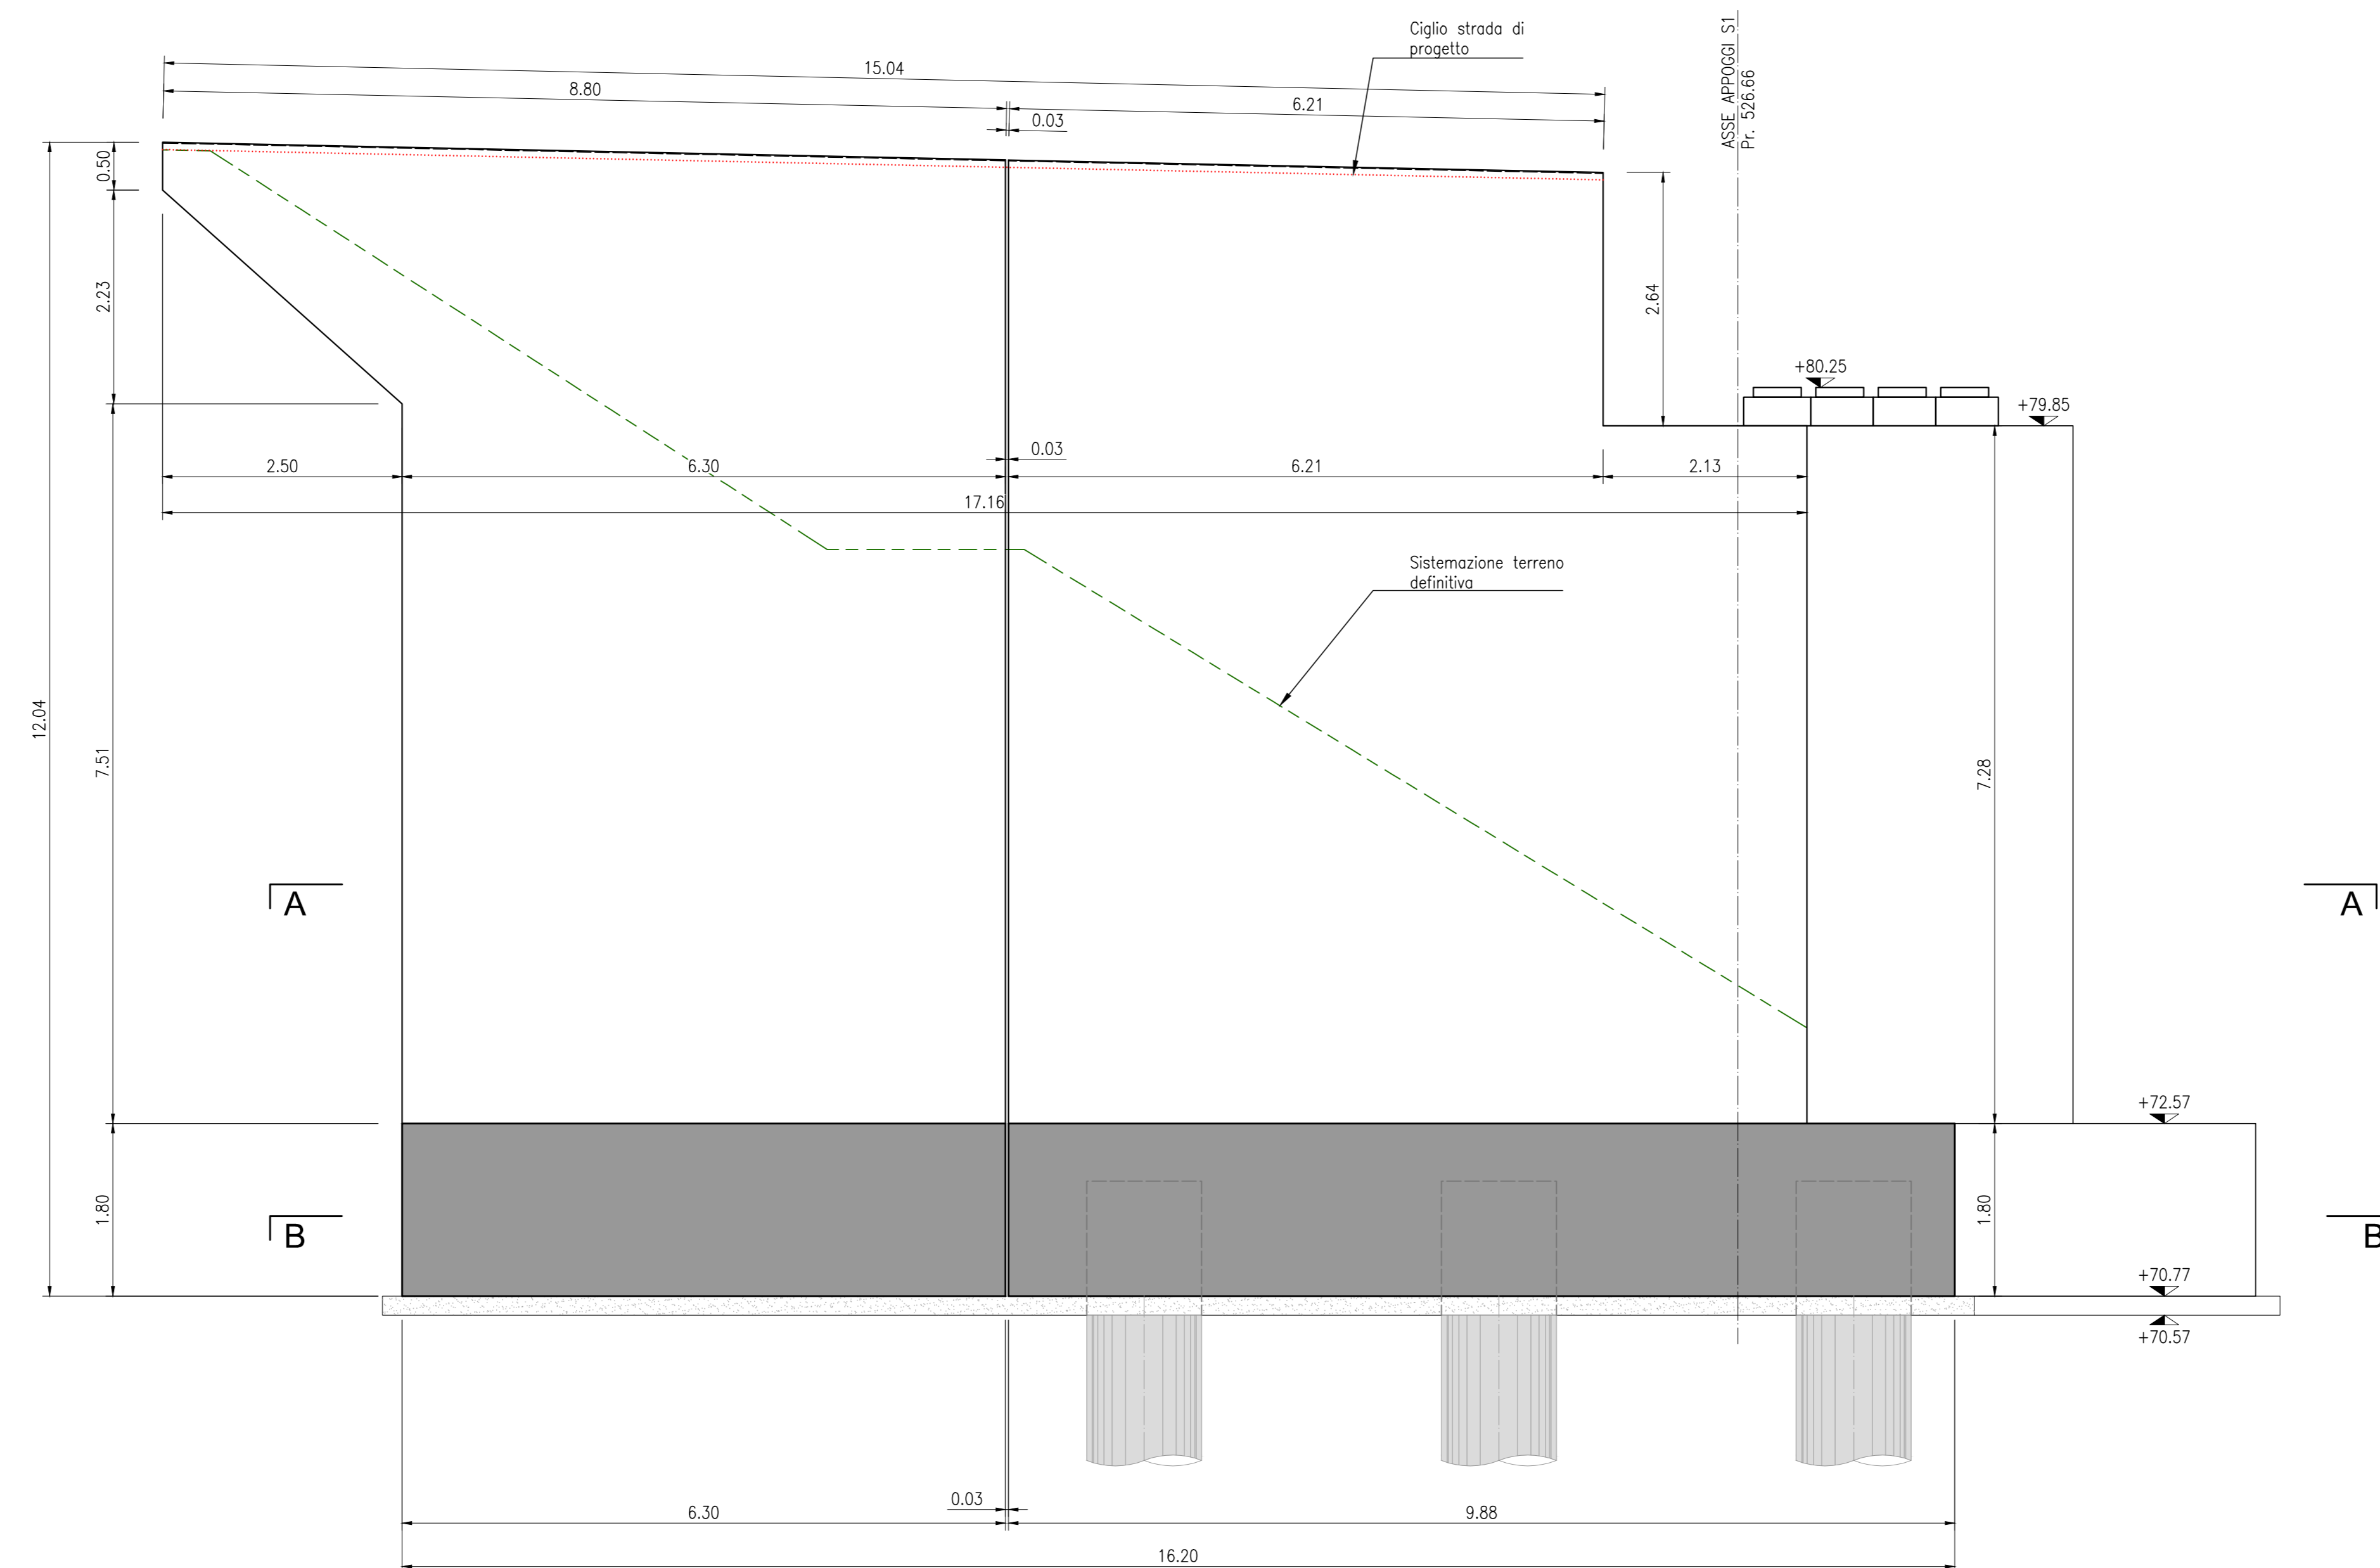 Ciglio strada di
progetto
ASSE APPOGGI S1
Pr. 526.66
15.04
8.80
6.21
0.03
0.50
2.23
2.64
+80.25
+79.85
0.03
2.50
6.30
6.21
2.13
17.16
Sistemazione terreno
definitiva
12.04
7.51
7.28
A
A
+72.57
1.80
1.80
B
B
+70.77
+70.57
0.03
6.30
9.88
16.20